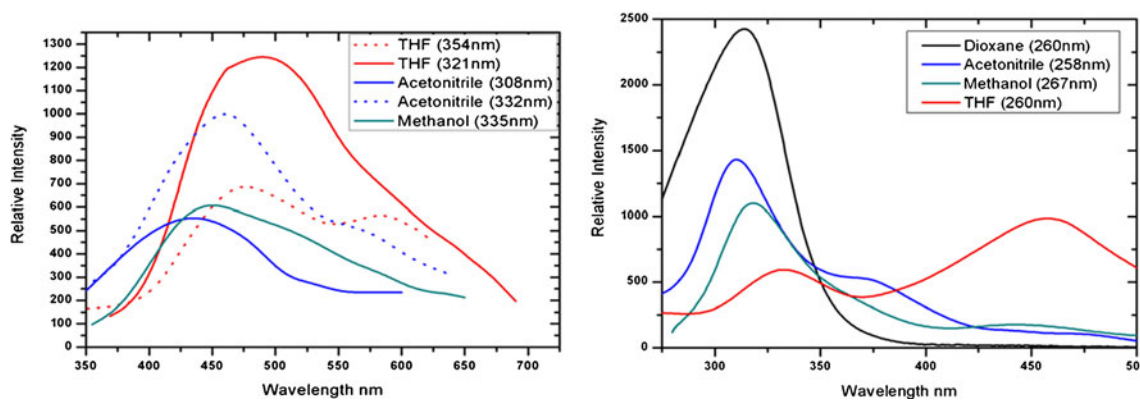 1300
1200
1100
1000
900
800
700
600
500
400
300
200
100
0
Relative Intensity
THF (354nm)
THF (321nm)
Acetonitrile (308nm)
Acetonitrile (332nm)
Methanol (335nm)
350 400 450 500 550 600 650 700
Wavelength nm
2500
2000
1500
1000
500
0
Relative Intensity
Dioxane (260nm)
Acetonitrile (258nm)
Methanol (267nm)
THF (260nm)
300 350 400 450
Wavelength nm